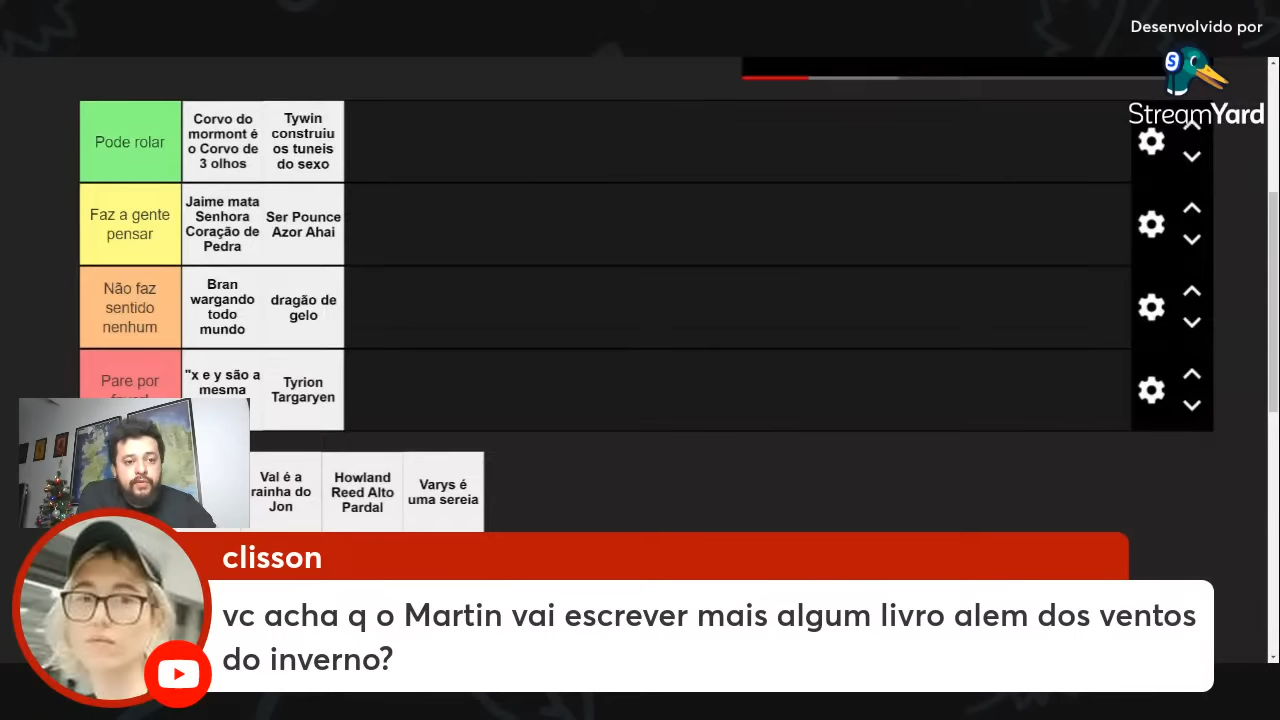 Desenvolvido por
S
StreamYard
Pode rolar
Corvo do
mormont é
o Corvo de
3 olhos
Tywin
construiu
os tuneis
do sexo
Faz a gente
pensar
Jaime mata
Senhora
Coração de
Pedra
Ser Pounce
Azor Ahai
Não faz
sentido
nenhum
Bran
wargando
todo
mundo
dragão de
gelo
Pare por
"x e y são a
mesma
Tyrion
Targaryen
Val é a
rainha do
Jon
Howland
Reed Alto
Pardal
Varys é
uma sereia
clisson
vc acha q o Martin vai escrever mais algum livro alem dos ventos
do inverno?